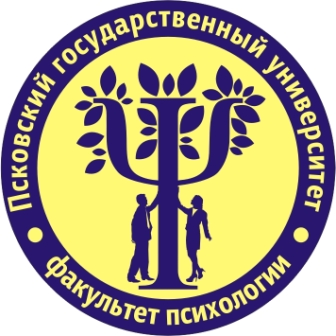 Псковский государственный университет
факультет психологии